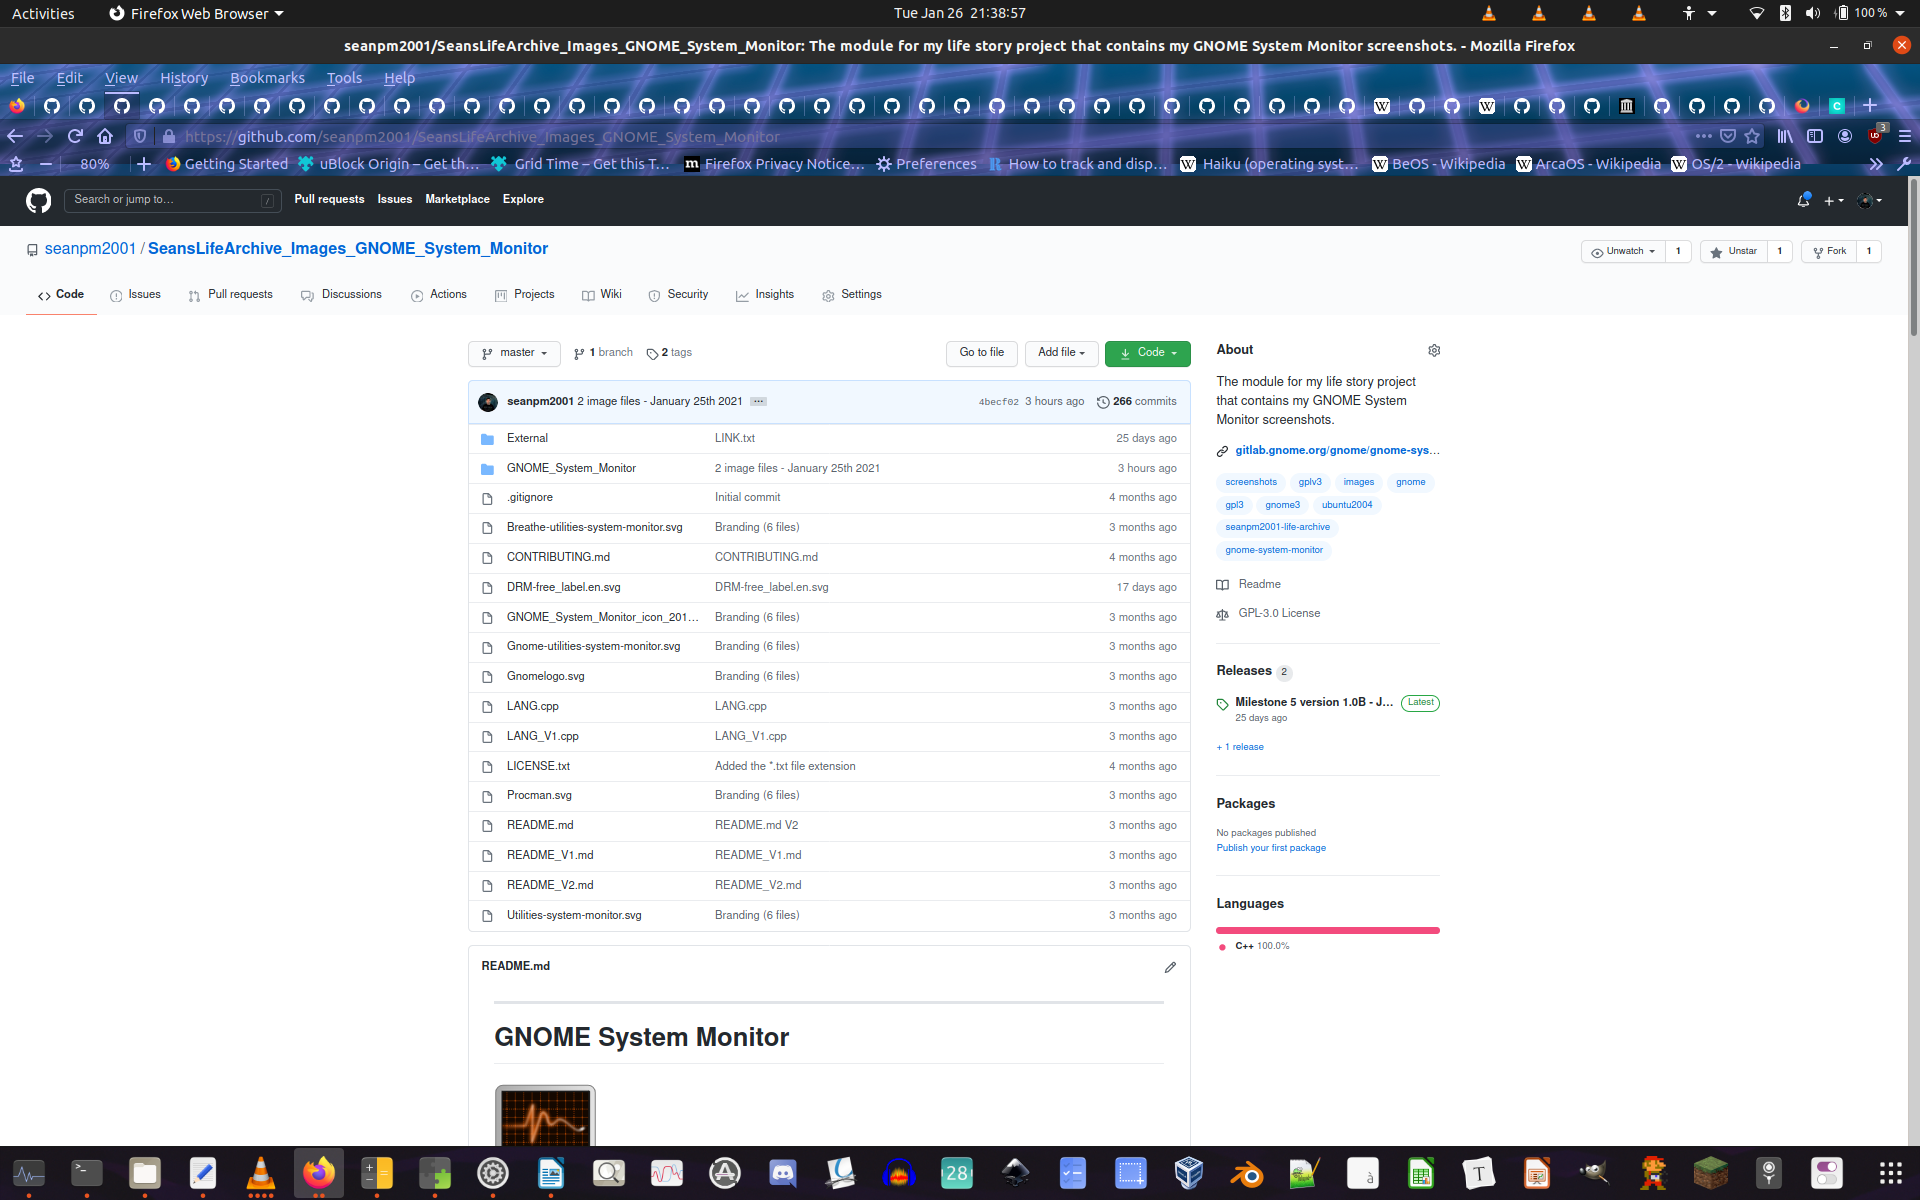 Activities Firefox Web Browser Tue Jan 26 21:38:57 100 %
seanpm2001/SeansLifeArchive_Images_GNOME_System_Monitor: The module for my life story project that contains my GNOME System Monitor screenshots. - Mozilla Firefox
File Edit View History Bookmarks Tools Help
https://github.com/seanpm2001/SeansLifeArchive_Images_GNOME_System_Monitor 3
80% Getting Started uBlock Origin – Get th… Grid Time – Get this T… Firefox Privacy Notice… Preferences How to track and disp… Haiku (operating syst… BeOS - Wikipedia ArcaOS - Wikipedia OS/2 - Wikipedia
Search or jump to… / Pull requests Issues Marketplace Explore
seanpm2001 / SeansLifeArchive_Images_GNOME_System_Monitor Unwatch 1 Unstar 1 Fork 1
Code Issues Pull requests Discussions Actions Projects Wiki Security Insights Settings
master 1 branch 2 tags Go to file Add file Code
seanpm2001 2 image files - January 25th 2021 4becf02 3 hours ago 266 commits
External LINK.txt 25 days ago
GNOME_System_Monitor 2 image files - January 25th 2021 3 hours ago
.gitignore Initial commit 4 months ago
Breathe-utilities-system-monitor.svg Branding (6 files) 3 months ago
CONTRIBUTING.md CONTRIBUTING.md 4 months ago
DRM-free_label.en.svg DRM-free_label.en.svg 17 days ago
GNOME_System_Monitor_icon_201… Branding (6 files) 3 months ago
Gnome-utilities-system-monitor.svg Branding (6 files) 3 months ago
Gnomelogo.svg Branding (6 files) 3 months ago
LANG.cpp LANG.cpp 3 months ago
LANG_V1.cpp LANG_V1.cpp 3 months ago
LICENSE.txt Added the *.txt file extension 4 months ago
Procman.svg Branding (6 files) 3 months ago
README.md README.md V2 3 months ago
README_V1.md README_V1.md 3 months ago
README_V2.md README_V2.md 3 months ago
Utilities-system-monitor.svg Branding (6 files) 3 months ago
README.md
GNOME System Monitor
About
The module for my life story project
that contains my GNOME System
Monitor screenshots.
gitlab.gnome.org/gnome/gnome-sys…
screenshots gplv3 images gnome
gpl3 gnome3 ubuntu2004
seanpm2001-life-archive
gnome-system-monitor
Readme
GPL-3.0 License
Releases 2
Milestone 5 version 1.0B - J… Latest
25 days ago
+ 1 release
Packages
No packages published
Publish your first package
Languages
C++ 100.0%
28